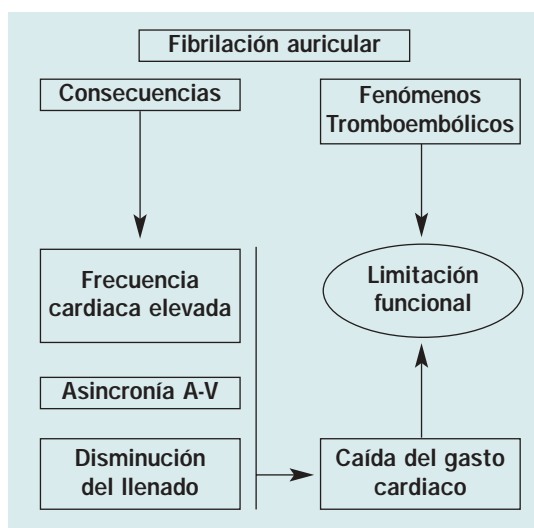 Fibrilación auricular
Consecuencias
Fenómenos
Tromboembólicos
Frecuencia
cardiaca elevada
Limitación
funcional
Asincronía A-V
Disminución
del llenado
Caída del gasto
cardiaco